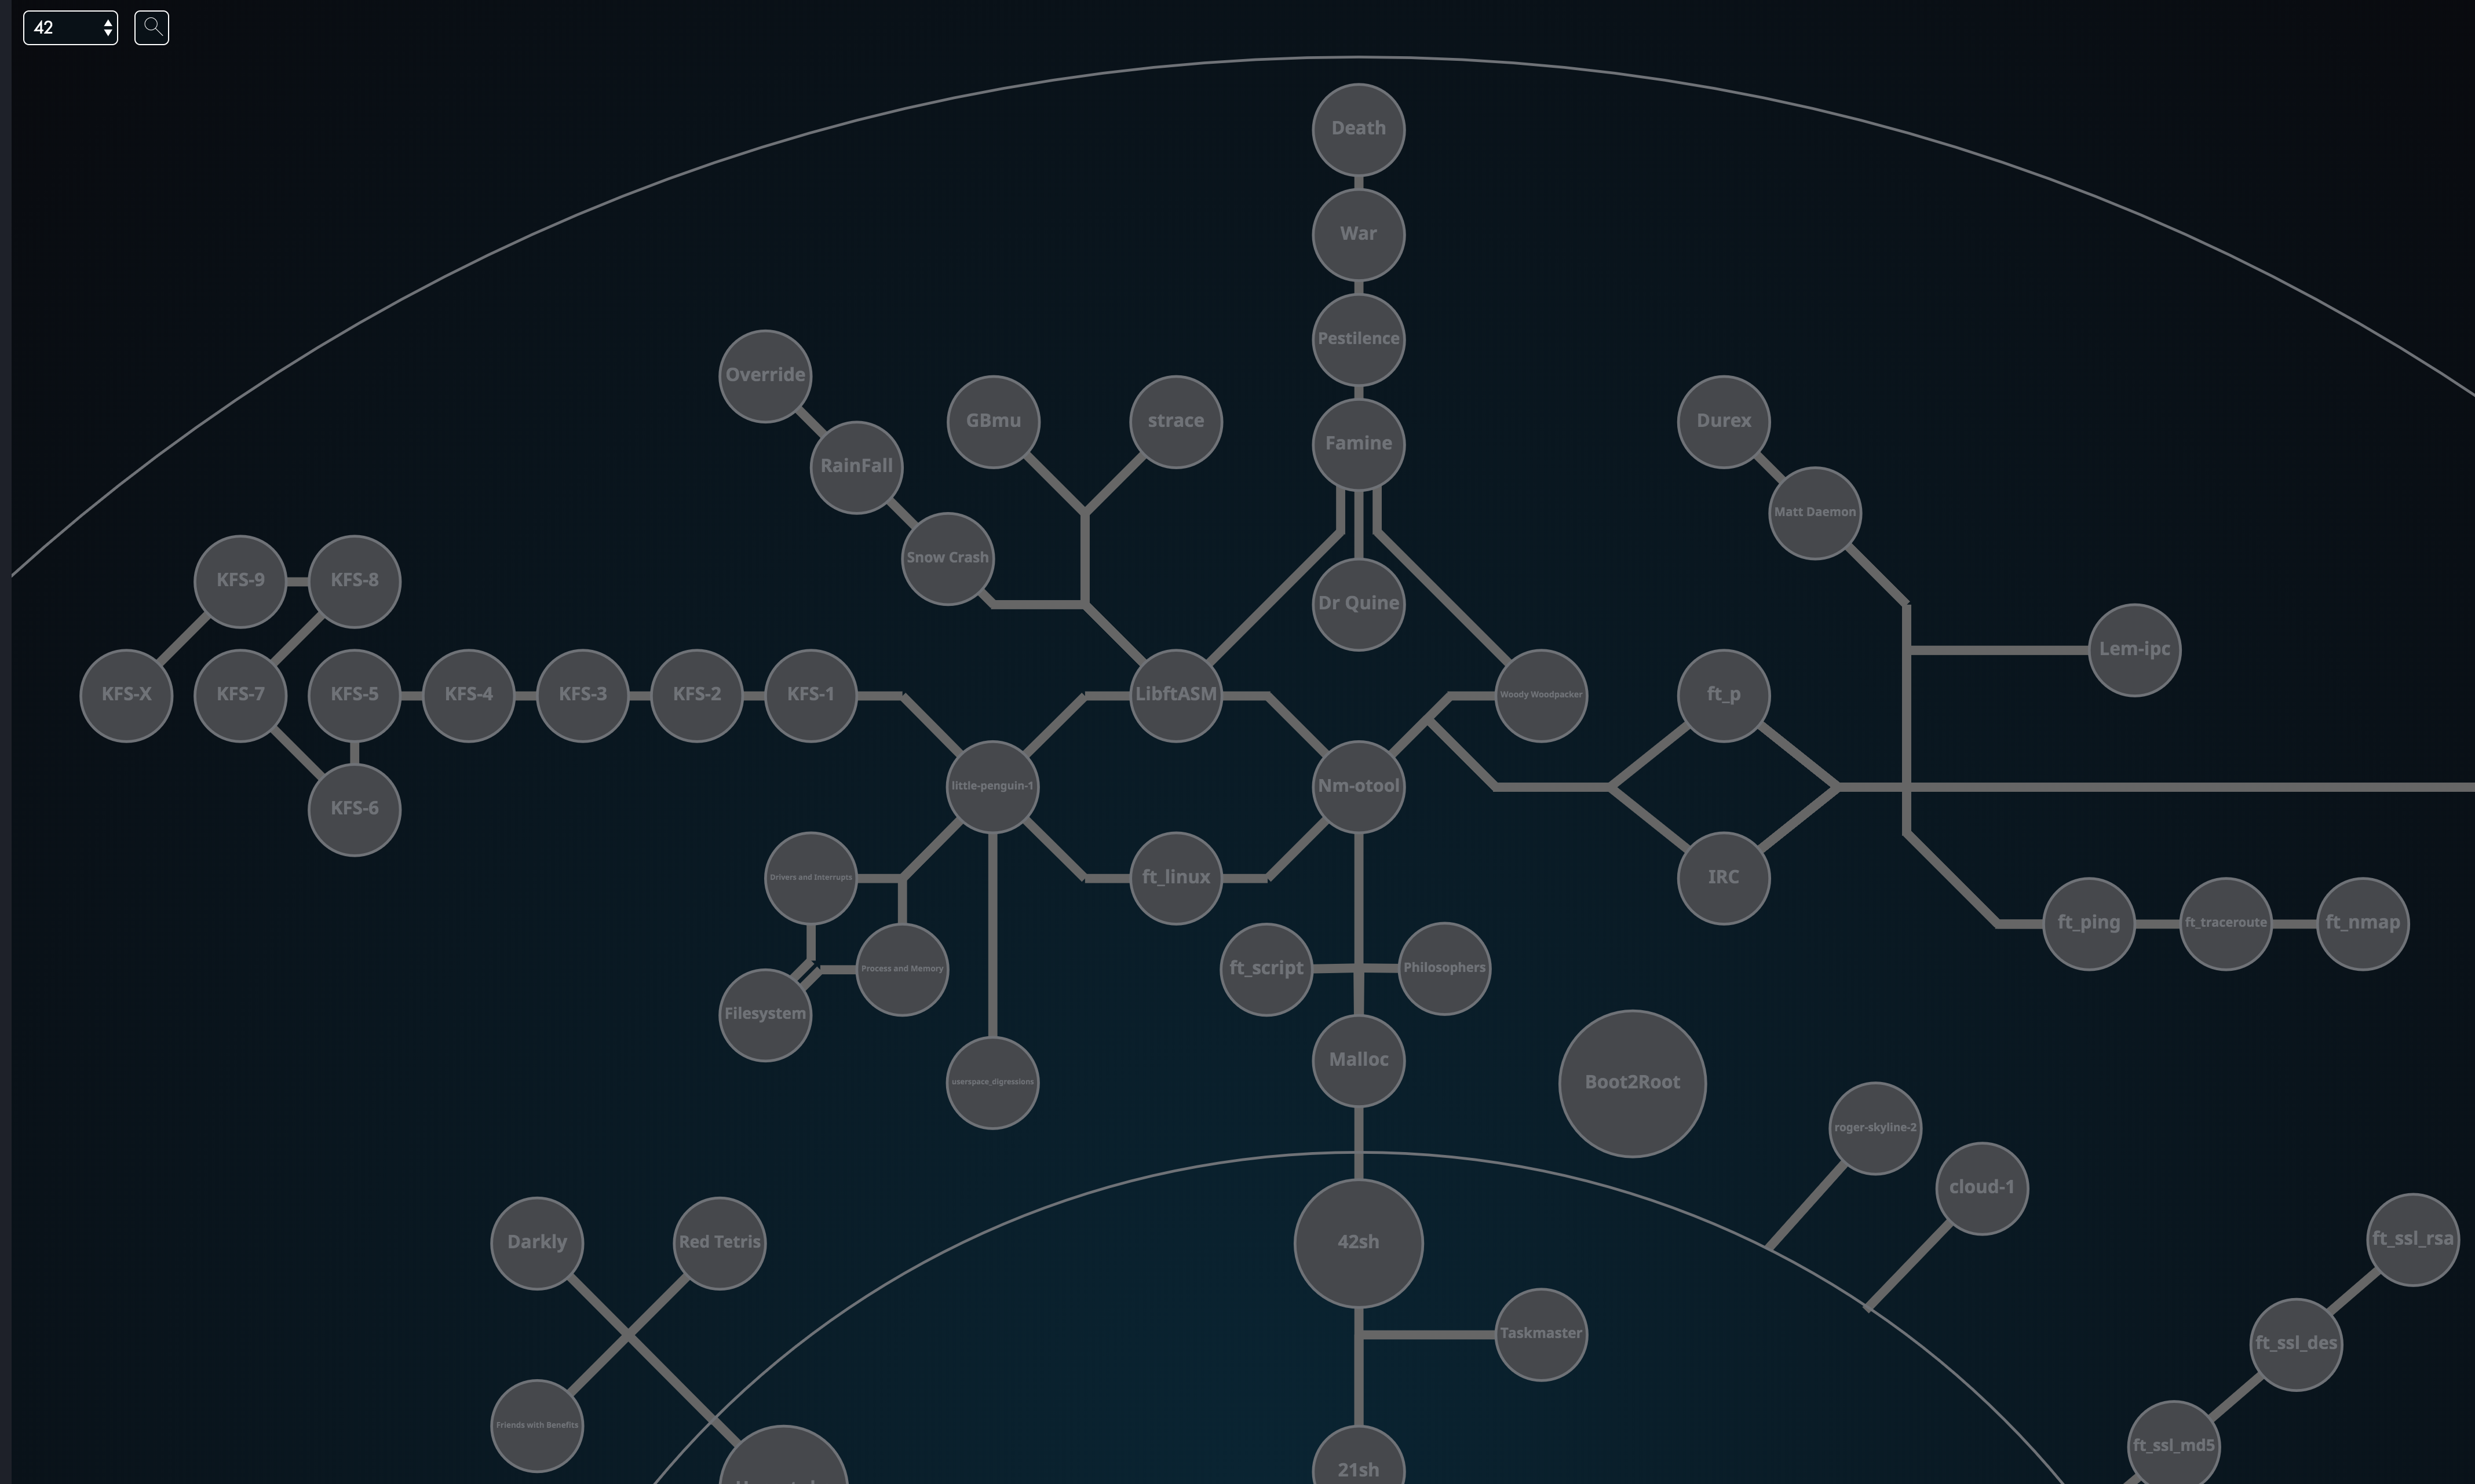 42
Death
War
Pestilence
Override
GBmu
strace
Famine
Durex
RainFall
Matt Daemon
Snow Crash
KFS-9
KFS-8
Dr Quine
Lem-ipc
KFS-X
KFS-7
KFS-5
KFS-4
KFS-3
KFS-2
KFS-1
LibftASM
Woody Woodpacker
ft_p
little-penguin-1
Nm-otool
KFS-6
Drivers and Interrupts
ft_linux
IRC
ft_ping
ft_traceroute
ft_nmap
Process and Memory
ft_script
Philosophers
Filesystem
Malloc
userspace_digressions
Boot2Root
roger-skyline-2
cloud-1
Darkly
Red Tetris
42sh
ft_ssl_rsa
Taskmaster
ft_ssl_des
Friends with Benefits
ft_ssl_md5
21sh